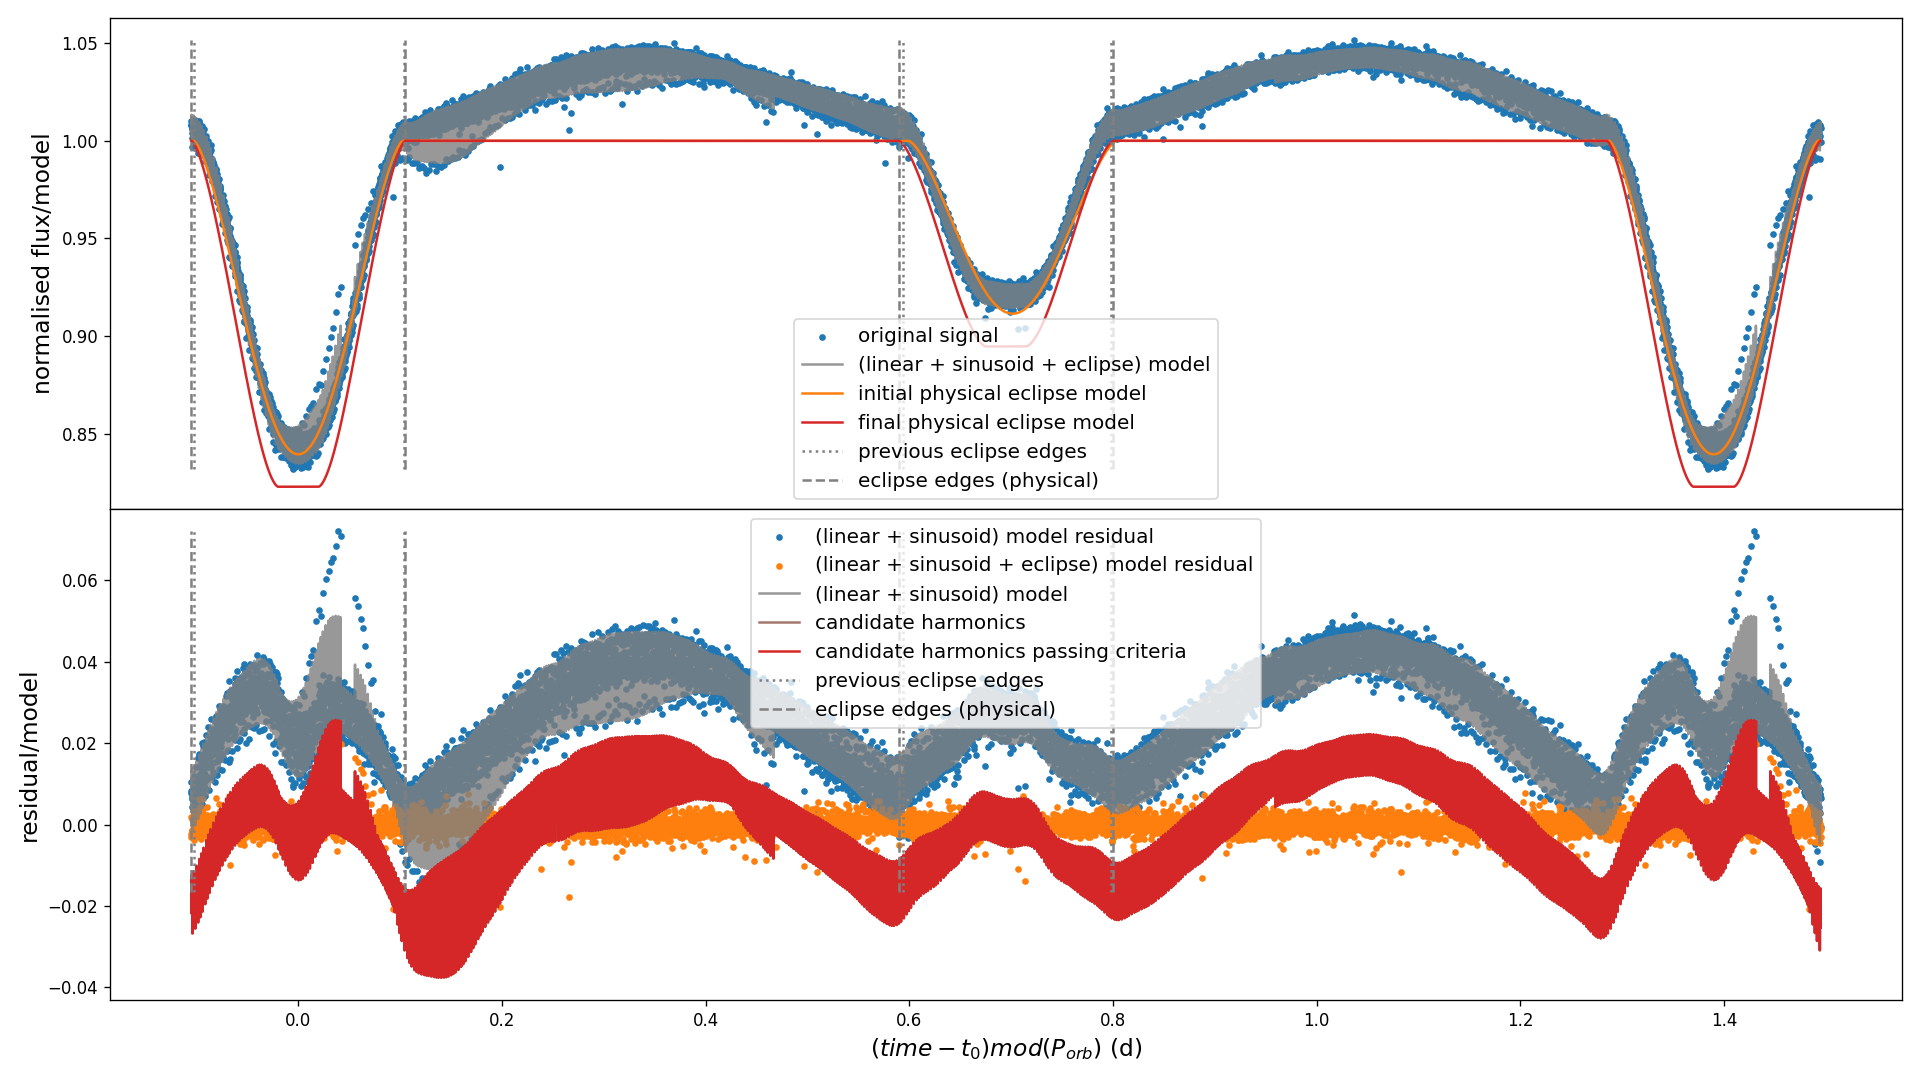 1.05
1.00
0.95
0.90
0.85
normalised flux/model
original signal
(linear + sinusoid + eclipse) model
initial physical eclipse model
final physical eclipse model
previous eclipse edges
eclipse edges (physical)
0.06
0.04
0.02
0.00
−0.02
−0.04
residual/model
(linear + sinusoid) model residual
(linear + sinusoid + eclipse) model residual
(linear + sinusoid) model
candidate harmonics
candidate harmonics passing criteria
previous eclipse edges
eclipse edges (physical)
0.0 0.2 0.4 0.6 0.8 1.0 1.2 1.4
(time − t₀)mod(P_{orb}) (d)